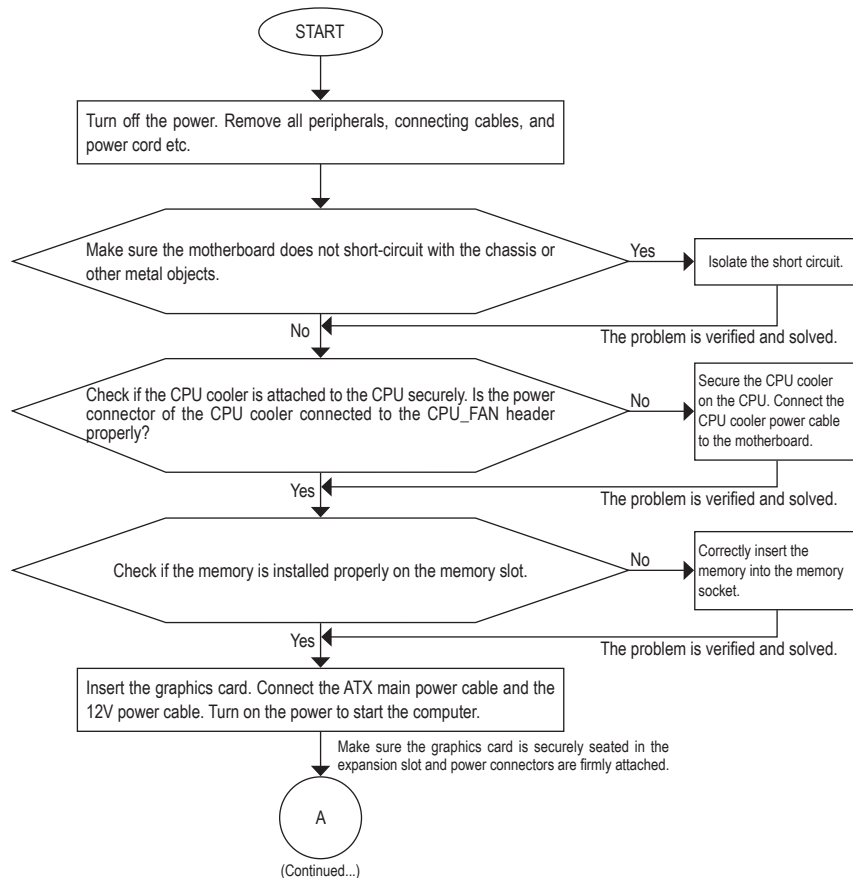 START
Turn off the power. Remove all peripherals, connecting cables, and
power cord etc.
Make sure the motherboard does not short-circuit with the chassis or
other metal objects.
Yes
Isolate the short circuit.
No
The problem is verified and solved.
Check if the CPU cooler is attached to the CPU securely. Is the power
connector of the CPU cooler connected to the CPU_FAN header
properly?
No
Secure the CPU cooler
on the CPU. Connect the
CPU cooler power cable
to the motherboard.
Yes
The problem is verified and solved.
Check if the memory is installed properly on the memory slot.
No
Correctly insert the
memory into the memory
socket.
Yes
The problem is verified and solved.
Insert the graphics card. Connect the ATX main power cable and the
12V power cable. Turn on the power to start the computer.
Make sure the graphics card is securely seated in the
expansion slot and power connectors are firmly attached.
A
(Continued...)